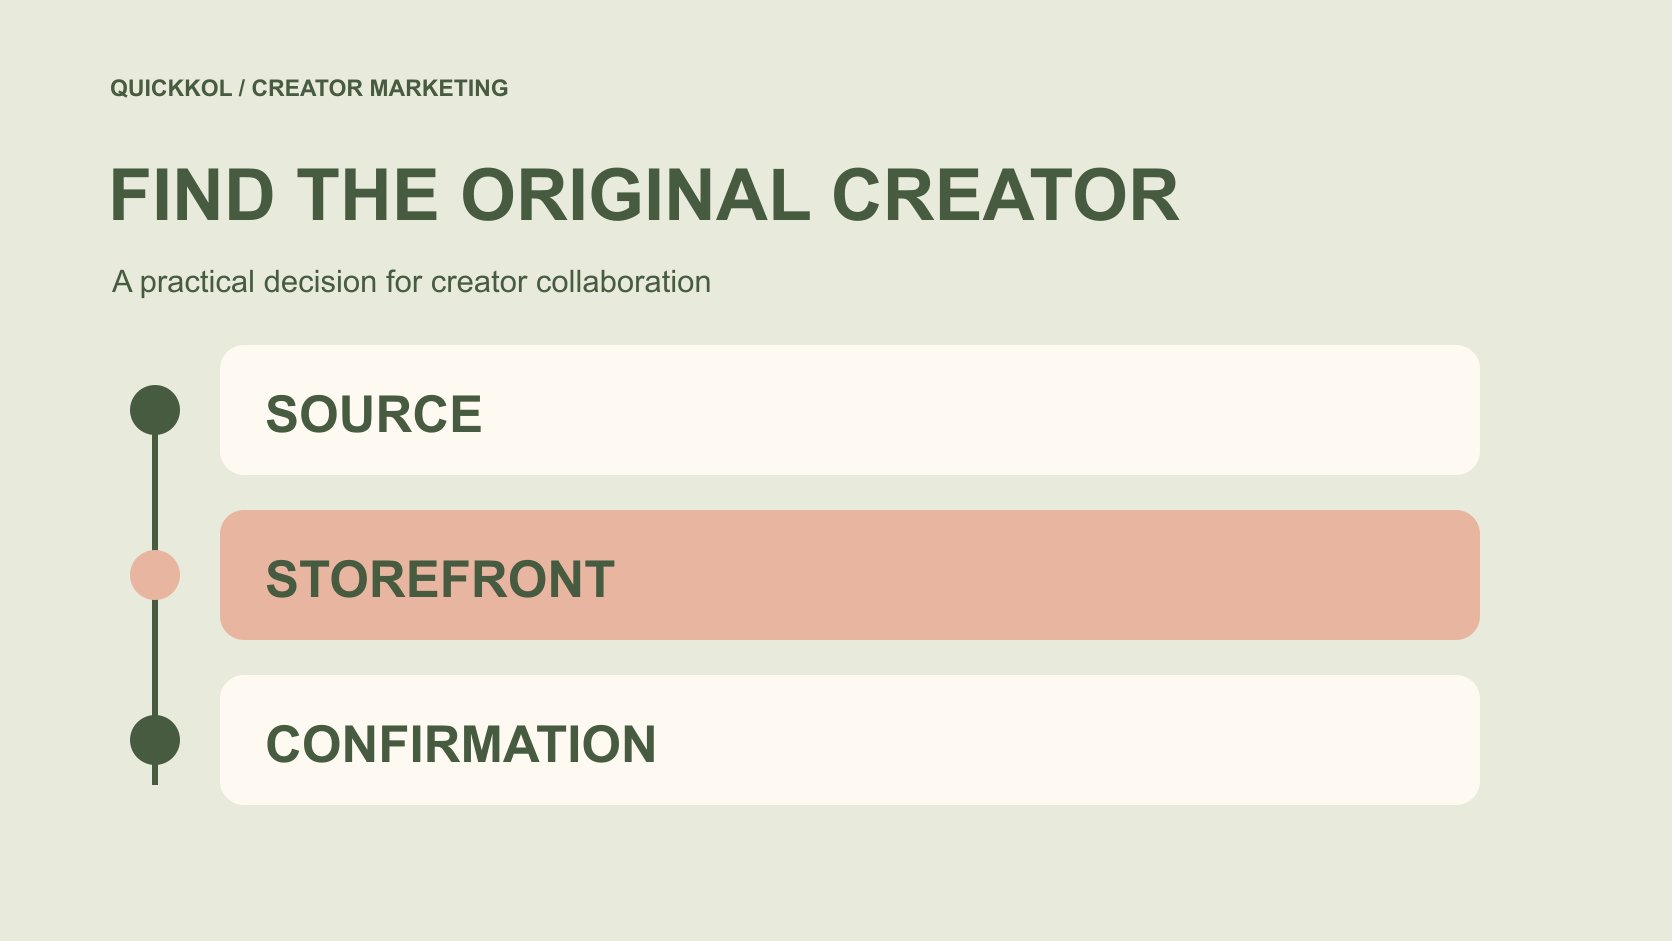 QUICKKOL / CREATOR MARKETING
FIND THE ORIGINAL CREATOR
A practical decision for creator collaboration
SOURCE
STOREFRONT
CONFIRMATION